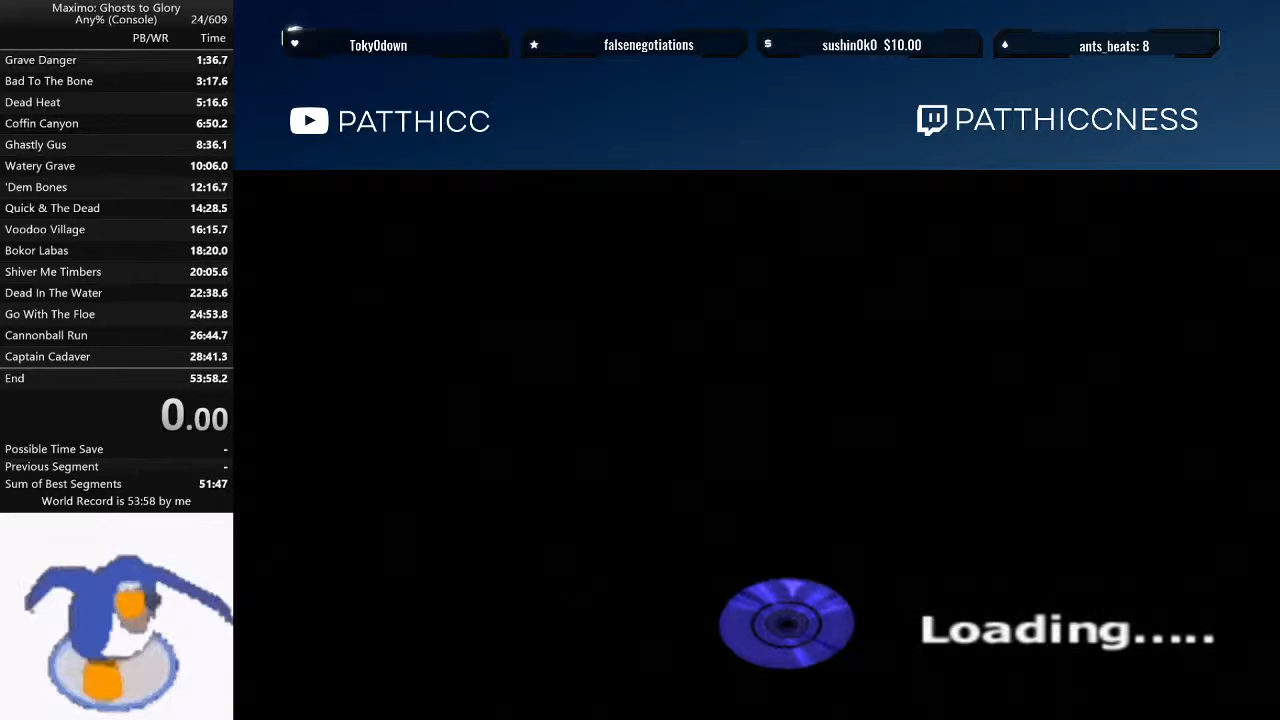 Maximo: Ghosts to Glory
Any% (Console) 24/609
PB/WR Time
Grave Danger 1:36.7
Bad To The Bone 3:17.6
Dead Heat 5:16.6
Coffin Canyon 6:50.2
Ghastly Gus 8:36.1
Watery Grave 10:06.0
'Dem Bones 12:16.7
Quick & The Dead 14:28.5
Voodoo Village 16:15.7
Bokor Labas 18:20.0
Shiver Me Timbers 20:05.6
Dead In The Water 22:38.6
Go With The Floe 24:53.8
Cannonball Run 26:44.7
Captain Cadaver 28:41.3
End 53:58.2
0.00
Possible Time Save -
Previous Segment -
Sum of Best Segments 51:47
World Record is 53:58 by me
Toky0down falsenegotiations sushin0k0 $10.00 ants_beats: 8
PATTHICC PATTHICCNESS
Loading.....